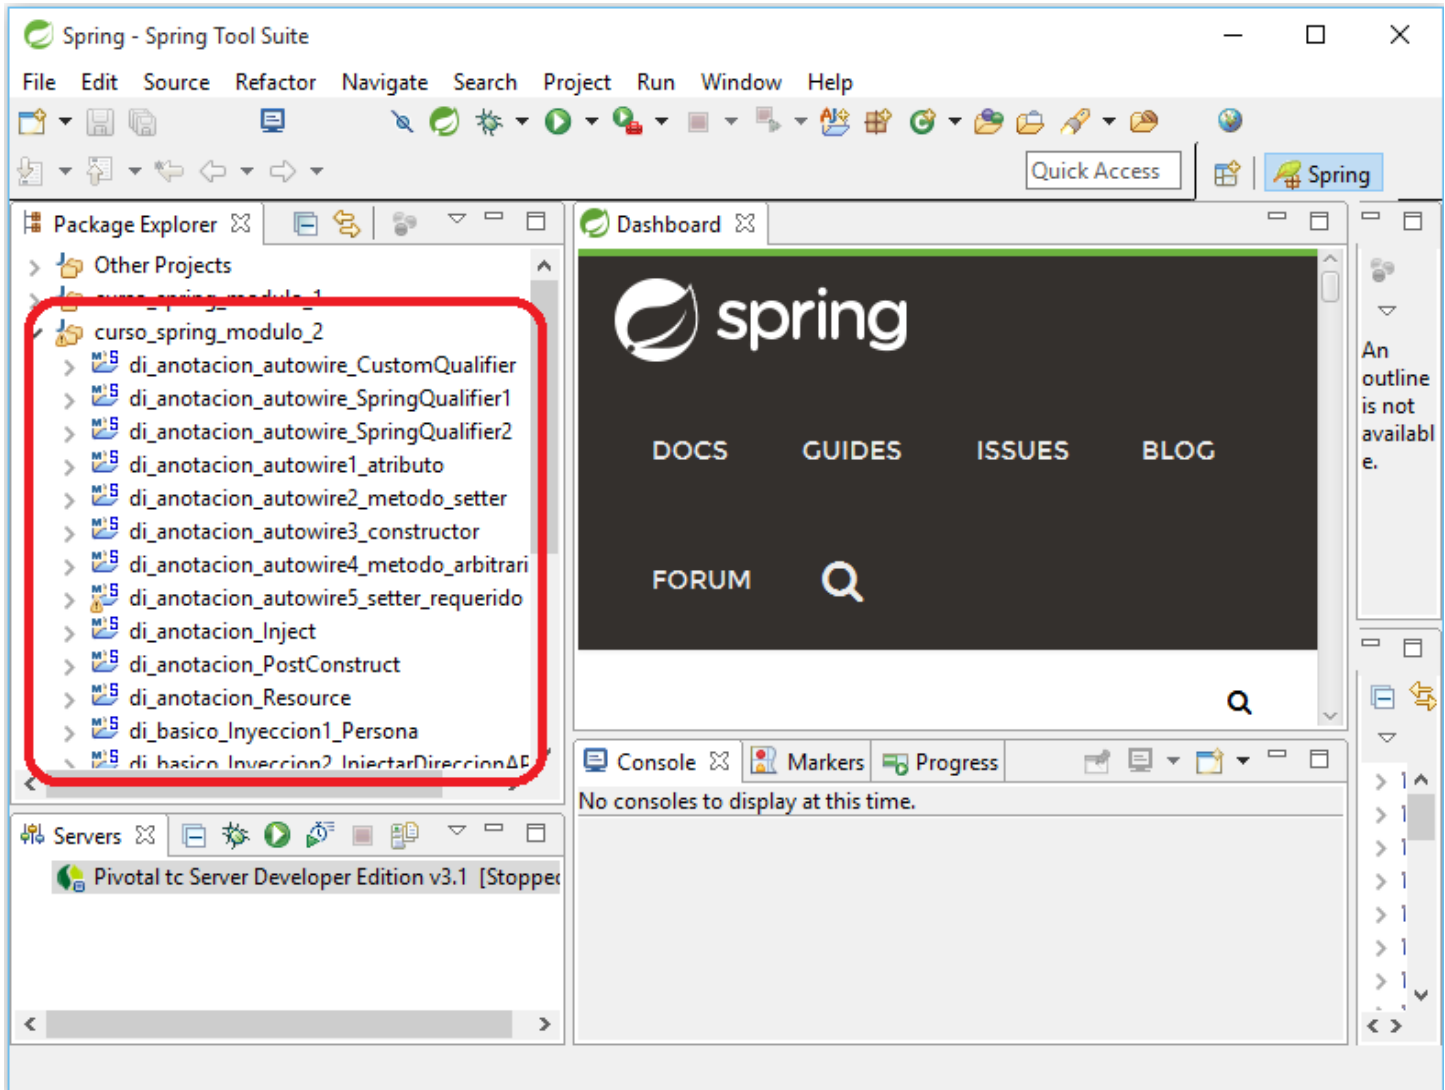 Spring - Spring Tool Suite
File Edit Source Refactor Navigate Search Project Run Window Help
Quick Access
Spring
Package Explorer
Other Projects
curso_spring_modulo_1
curso_spring_modulo_2
di_anotacion_autowire_CustomQualifier
di_anotacion_autowire_SpringQualifier1
di_anotacion_autowire_SpringQualifier2
di_anotacion_autowire1_atributo
di_anotacion_autowire2_metodo_setter
di_anotacion_autowire3_constructor
di_anotacion_autowire4_metodo_arbitrari
di_anotacion_autowire5_setter_requerido
di_anotacion_Inject
di_anotacion_PostConstruct
di_anotacion_Resource
di_basico_Inyeccion1_Persona
Servers
Pivotal tc Server Developer Edition v3.1 [Stopped
Dashboard
spring
DOCS GUIDES ISSUES BLOG
FORUM
Console Markers Progress
No consoles to display at this time.
An
outline
is not
availabl
e.